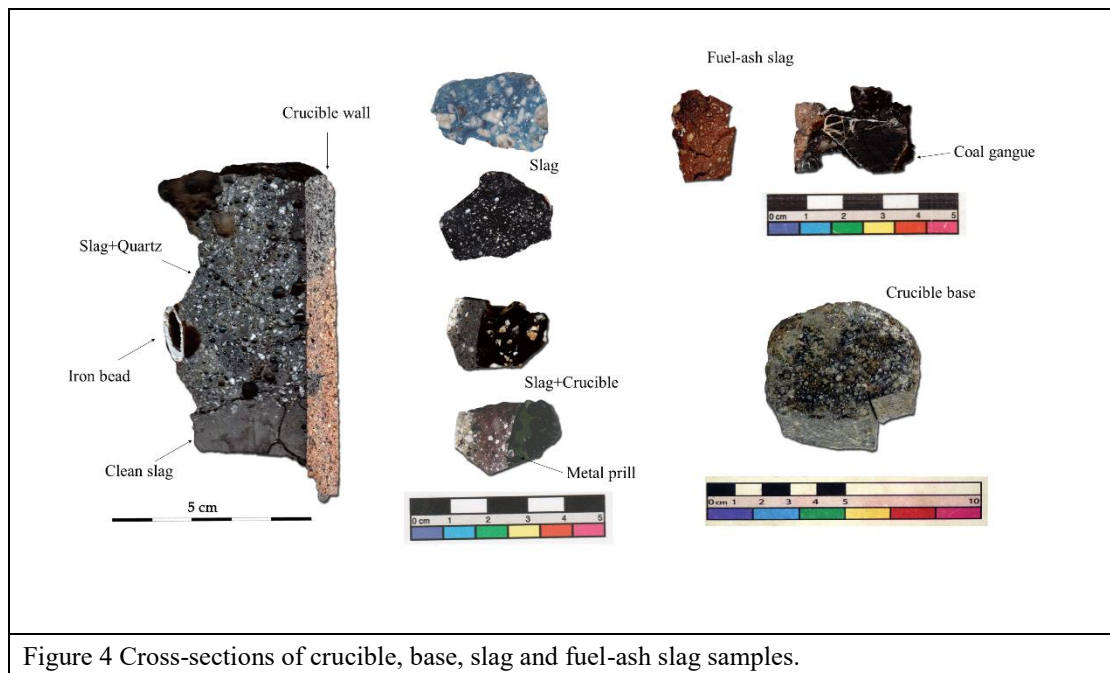 Fuel-ash slag
Crucible wall
Slag
Coal gangue
Slag+Quartz
0 cm 1 2 3 4 5
Crucible base
Iron bead
Slag+Crucible
Clean slag
Metal prill
5 cm
0 cm 1 2 3 4 5
0 cm 1 2 3 4 5 10
Figure 4 Cross-sections of crucible, base, slag and fuel-ash slag samples.